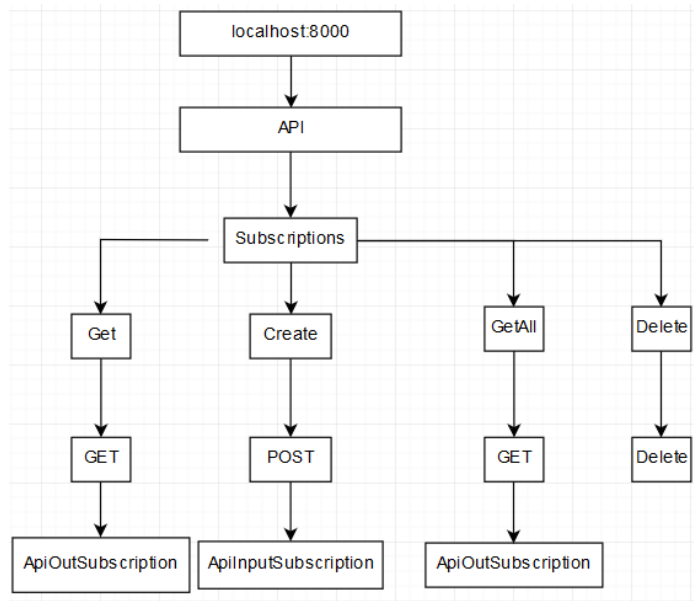 localhost:8000
API
Subscriptions
Get
Create
GetAll
Delete
GET
POST
GET
Delete
ApiOutSubscription
ApiInputSubscription
ApiOutSubscription